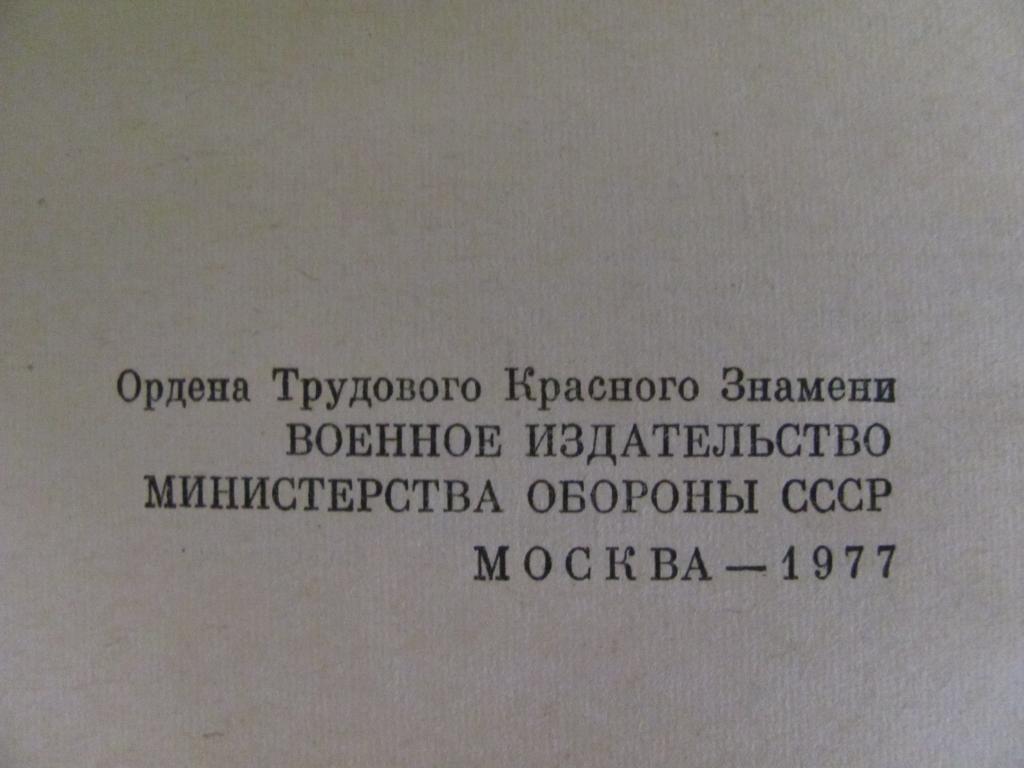 Ордена Трудового Красного Знамени
ВОЕННОЕ ИЗДАТЕЛЬСТВО
МИНИСТЕРСТВА ОБОРОНЫ СССР
МОСКВА — 1977